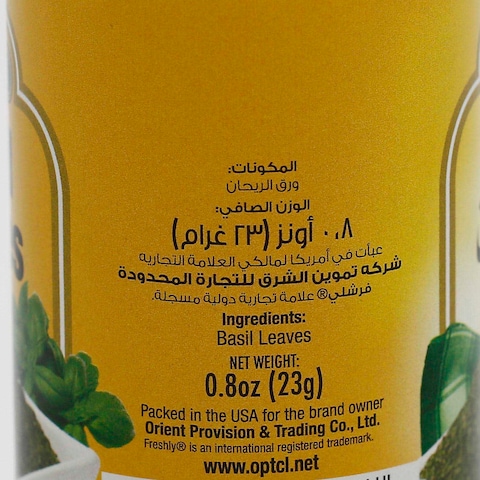 المكونات:
ورق الريحان
الوزن الصافي:
٠,٨ أونز (٢٣ غرام)
عبأت في أمريكا لمالكي العلامة التجاريه
شركه تموين الشرق للتجارة المحدودة
فرشلي® علامة تجارية دولية مسجلة.
Ingredients:
Basil Leaves
NET WEIGHT:
0.8oz (23g)
Packed in the USA for the brand owner
Orient Provision & Trading Co., Ltd.
Freshly® is an international registered trademark.
www.optcl.net